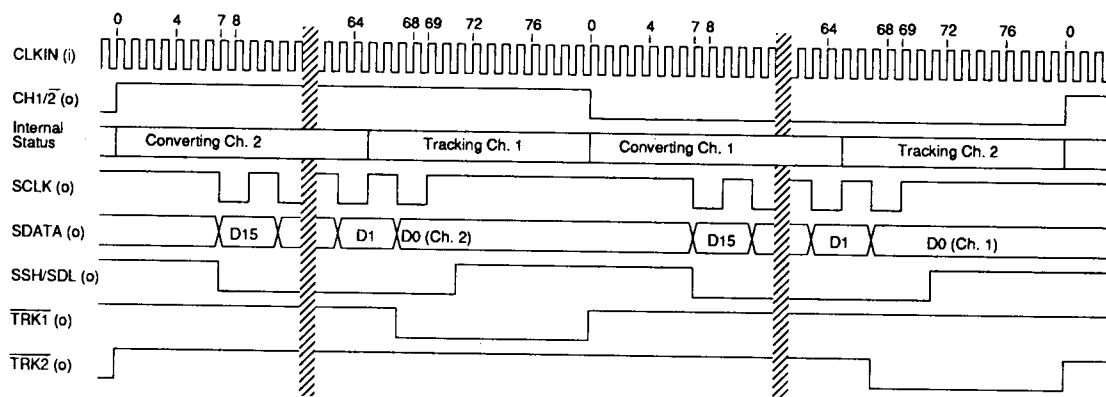 0 4 7 8 64 68 69 72 76 0 4 7 8 64 68 69 72 76 0
CLKIN (i)
CH1/2 (o)
Internal
Status
Converting Ch. 2 Tracking Ch. 1 Converting Ch. 1 Tracking Ch. 2
SCLK (o)
SDATA (o) D15 D1 D0 (Ch. 2) D15 D1 D0 (Ch. 1)
SSH/SDL (o)
TRK1 (o)
TRK2 (o)